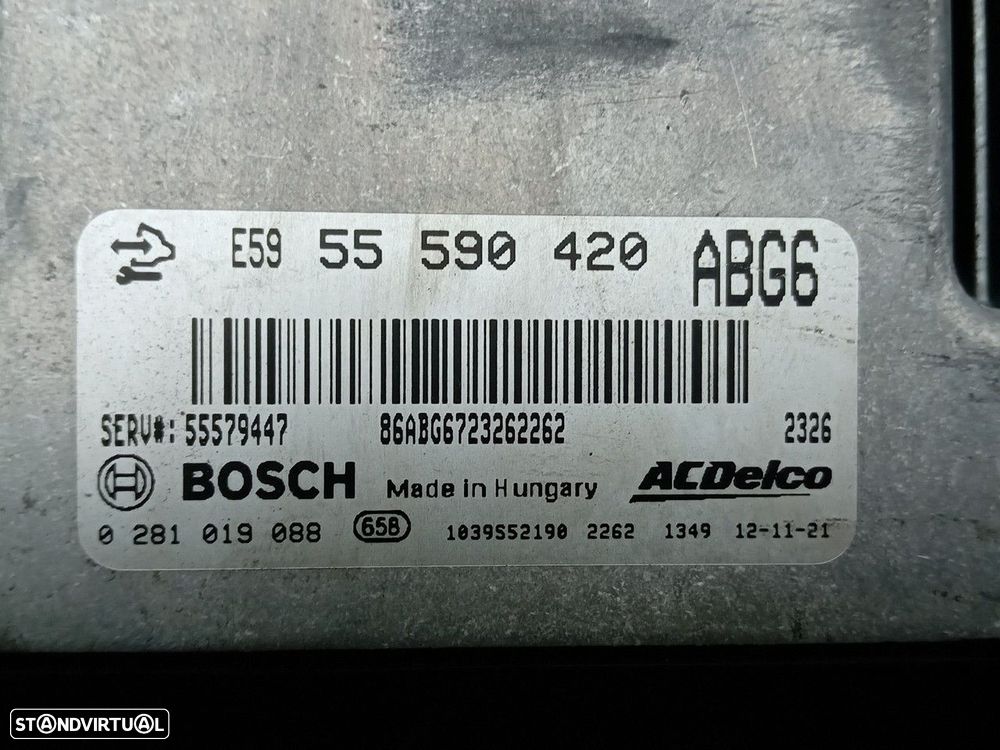 E59 55 590 420 ABG6
SERV#: 55579447 86ABG6723262262 2326
BOSCH Made in Hungary ACDelco
0 281 019 088 65B 1039S52190 2262 1349 12-11-21
STANDVIRTUAL